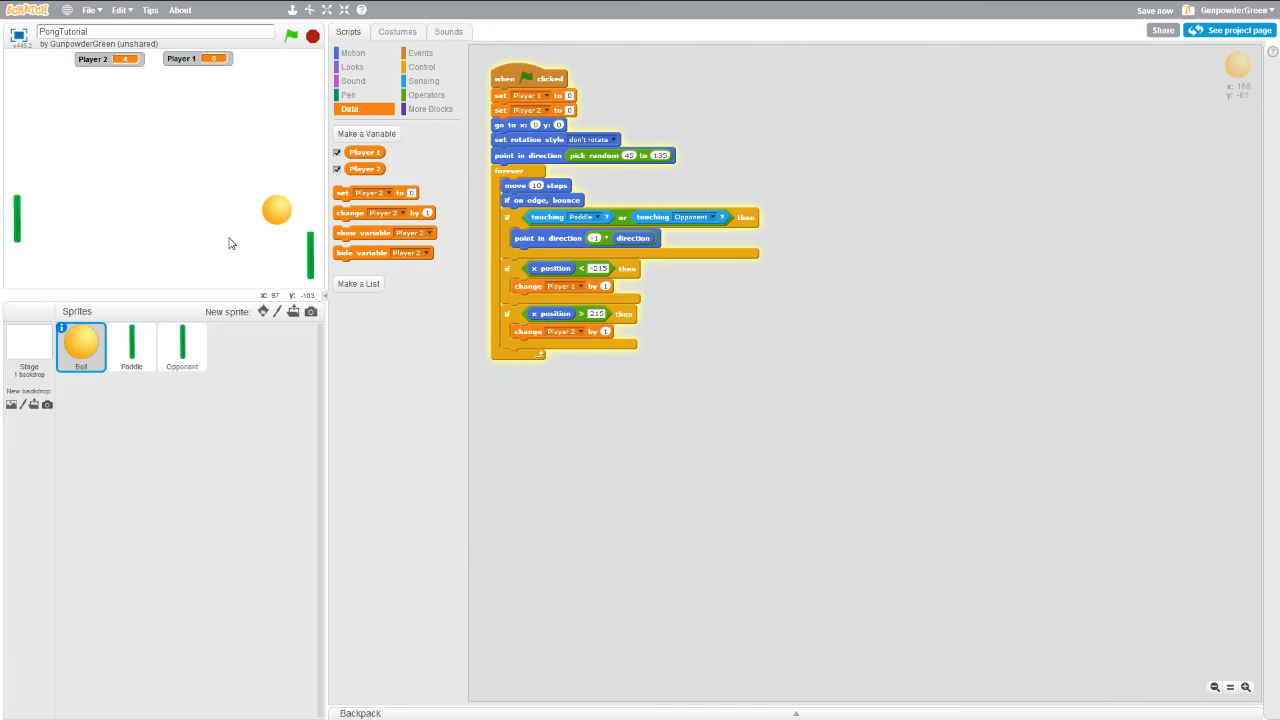 SCRATCH File Edit Tips About Save now GunpowderGreen
PongTutorial
v445.2
by GunpowderGreen (unshared)
Scripts Costumes Sounds
Share See project page
Player 2 4 Player 1 0
Motion Events
Looks Control
Sound Sensing
Pen Operators
Data More Blocks
Make a Variable
Player 1
Player 2
set Player 2 to 0
change Player 2 by 1
show variable Player 2
hide variable Player 2
Make a List
when clicked
set Player 1 to 0
set Player 2 to 0
go to x: 0 y: 0
set rotation style don't rotate
point in direction pick random 45 to 135
forever
move 10 steps
if on edge, bounce
if touching Paddle ? or touching Opponent ? then
point in direction -1 * direction
if x position < -215 then
change Player 1 by 1
if x position > 215 then
change Player 2 by 1
x: 168
y: -61
x: 97 y: -103
Sprites New sprite:
Stage
1 backdrop
New backdrop:
Ball Paddle Opponent
Backpack